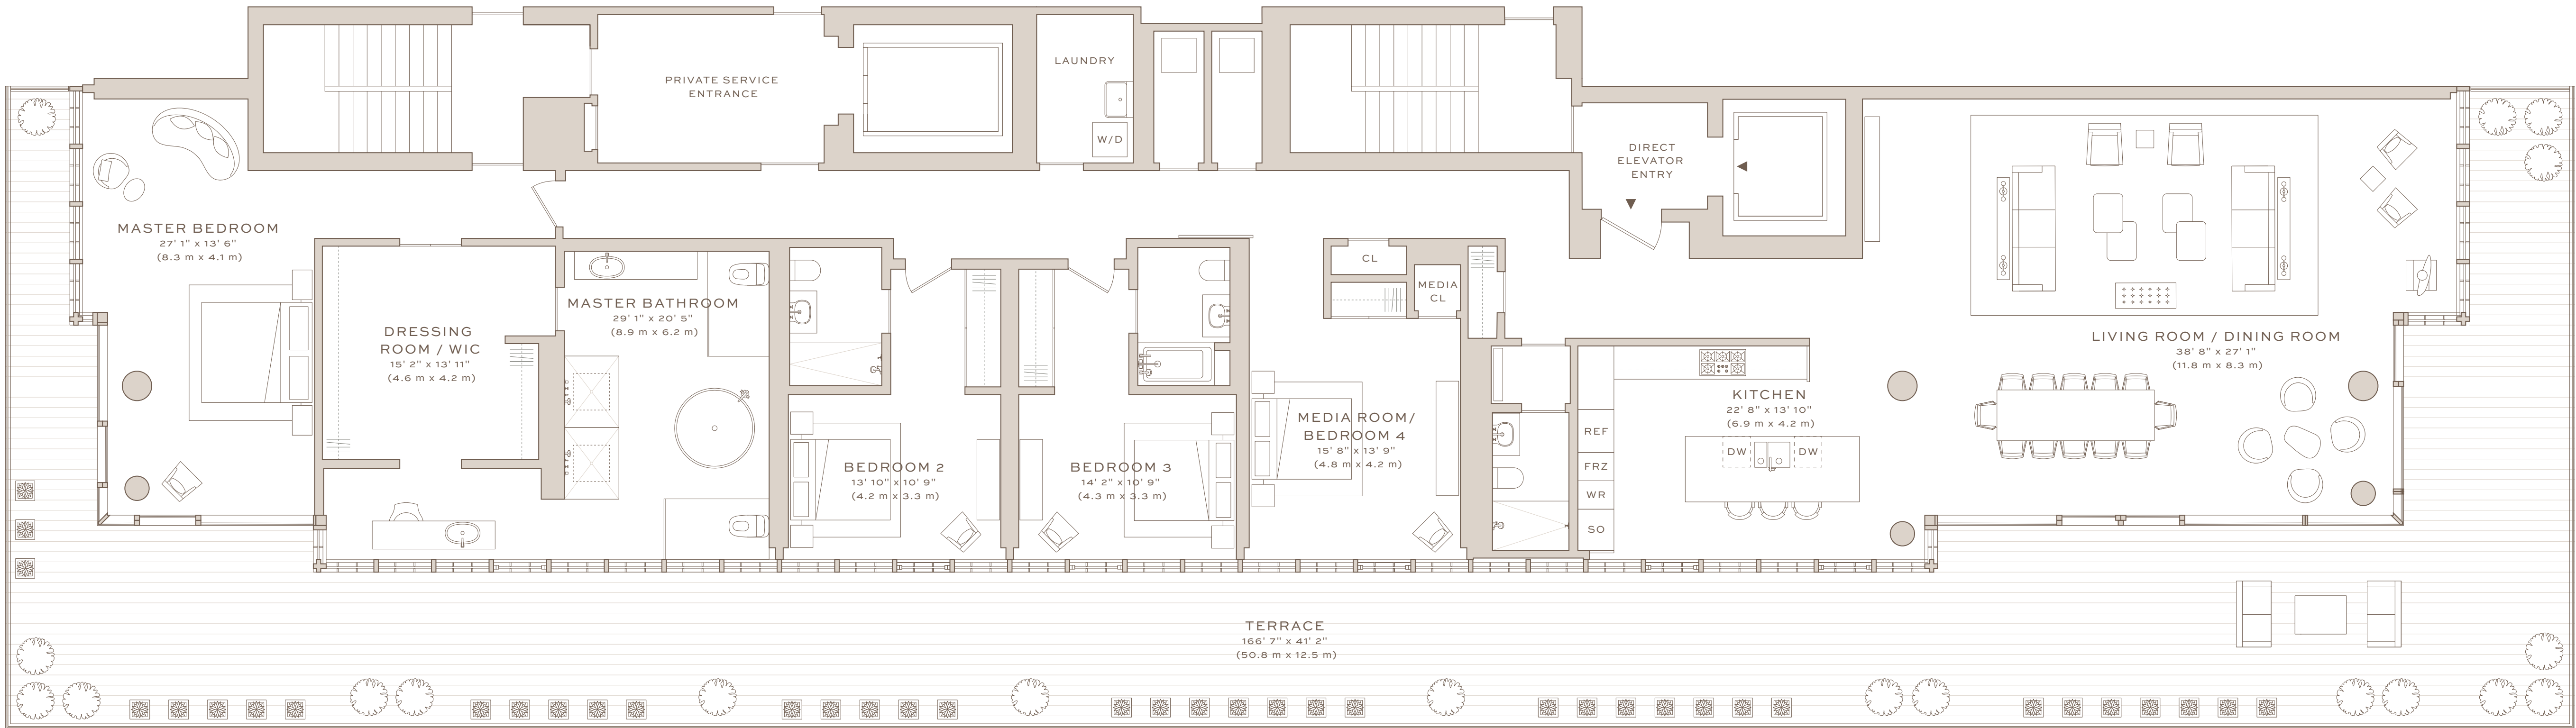 PRIVATE SERVICE
ENTRANCE
LAUNDRY
W/D
DIRECT
ELEVATOR
ENTRY
MASTER BEDROOM
27' 1" x 13' 6"
(8.3 m x 4.1 m)
DRESSING
ROOM / WIC
15' 2" x 13' 11"
(4.6 m x 4.2 m)
MASTER BATHROOM
29' 1" x 20' 5"
(8.9 m x 6.2 m)
BEDROOM 2
13' 10" x 10' 9"
(4.2 m x 3.3 m)
BEDROOM 3
14' 2" x 10' 9"
(4.3 m x 3.3 m)
CL
MEDIA
CL
MEDIA ROOM/
BEDROOM 4
15' 8" x 13' 9"
(4.8 m x 4.2 m)
KITCHEN
22' 8" x 13' 10"
(6.9 m x 4.2 m)
REF
FRZ
WR
SO
DW
DW
LIVING ROOM / DINING ROOM
38' 8" x 27' 1"
(11.8 m x 8.3 m)
TERRACE
166' 7" x 41' 2"
(50.8 m x 12.5 m)